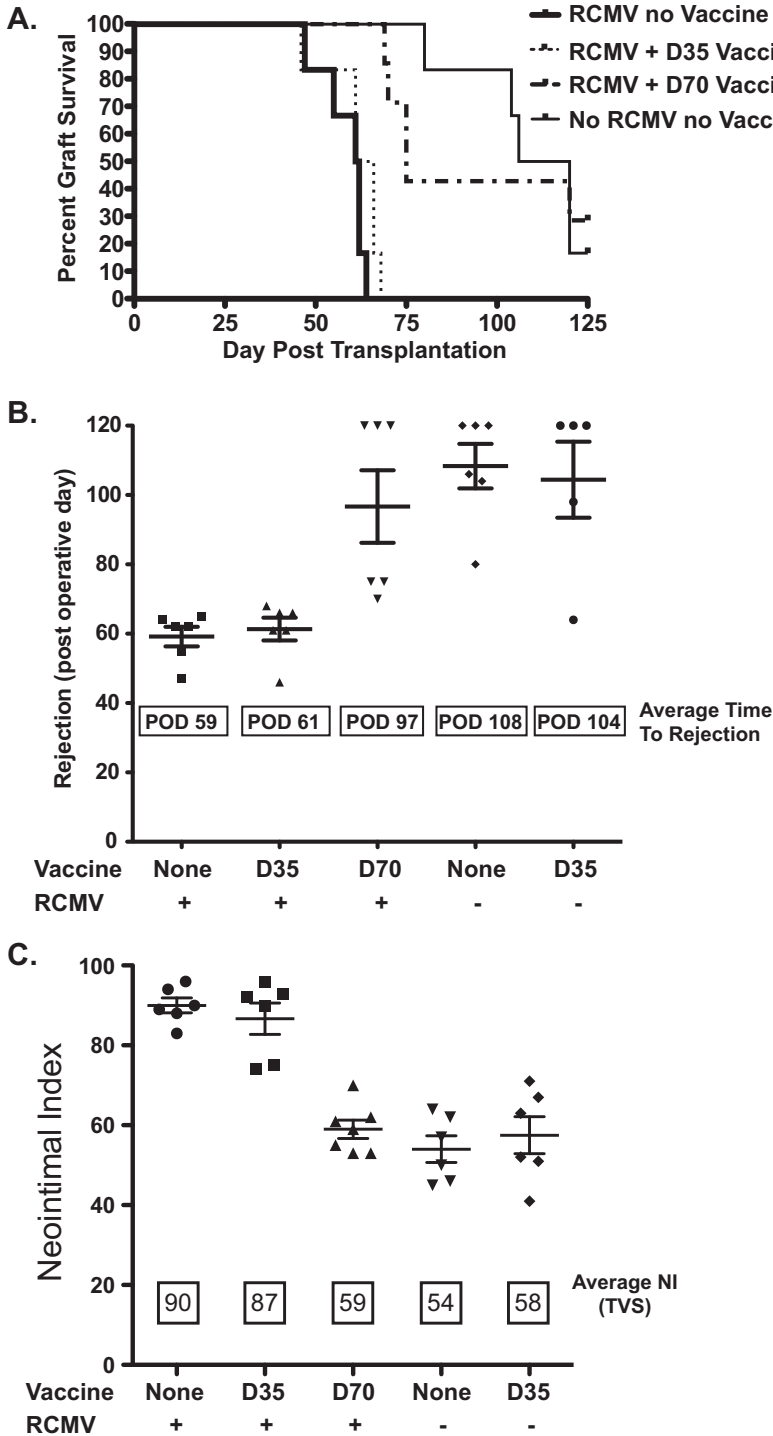 A.
RCMV no Vaccine
RCMV + D35 Vacci
RCMV + D70 Vacci
No RCMV no Vacc
Percent Graft Survival
100
90
80
70
60
50
40
30
20
10
0
0 25 50 75 100 125
Day Post Transplantation
B.
Rejection (post operative day)
120
100
80
60
40
20
0
POD 59 POD 61 POD 97 POD 108 POD 104
Average Time
To Rejection
Vaccine None D35 D70 None D35
RCMV + + + - -
C.
Neointimal Index
100
80
60
40
20
0
90 87 59 54 58
Average NI
(TVS)
Vaccine None D35 D70 None D35
RCMV + + + - -